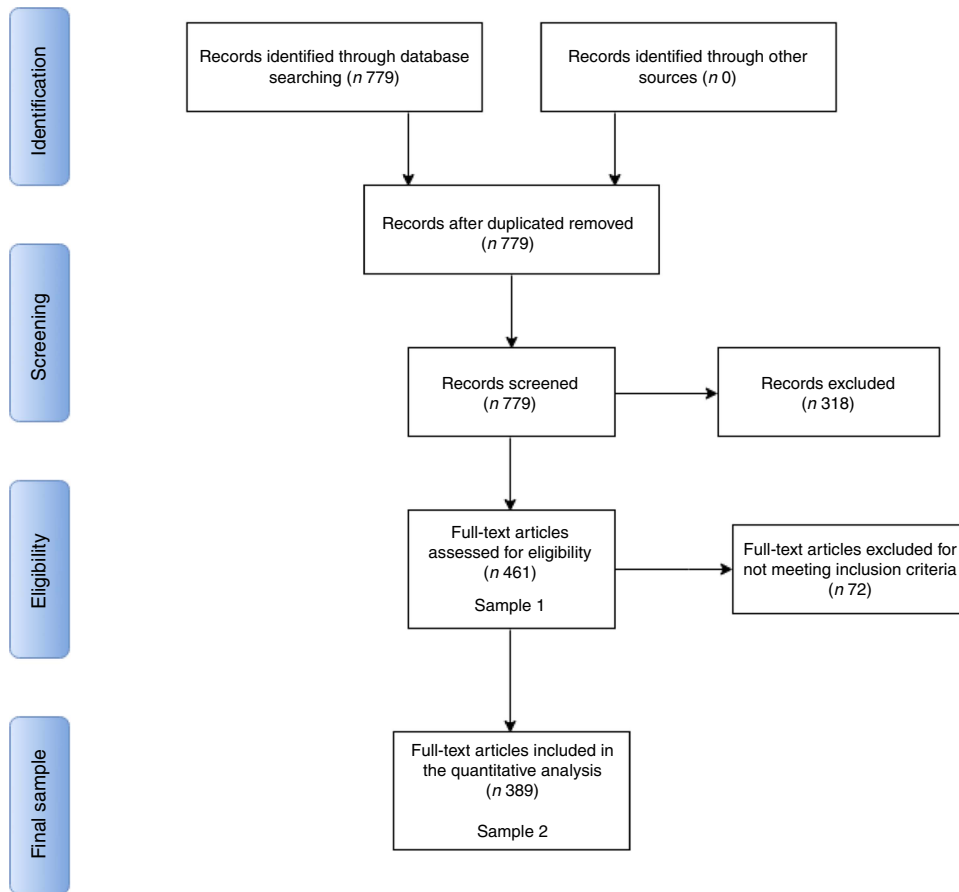 Identification
Records identified through database
searching (n 779)
Records identified through other
sources (n 0)
Records after duplicated removed
(n 779)
Screening
Records screened
(n 779)
Records excluded
(n 318)
Eligibility
Full-text articles
assessed for eligibility
(n 461)
Sample 1
Full-text articles excluded for
not meeting inclusion criteria
(n 72)
Final sample
Full-text articles included in
the quantitative analysis
(n 389)
Sample 2